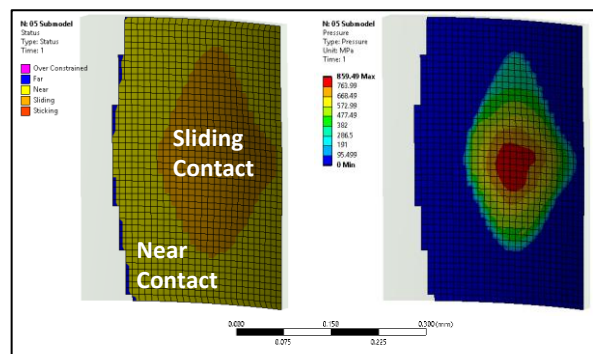 N: 05 Submodel
Status
Type: Status
Time: 1
Over Constrained
Far
Near
Sliding
Sticking
Sliding
Contact
Near
Contact
N: 05 Submodel
Pressure
Type: Pressure
Unit: MPa
Time: 1
859.49 Max
763.99
668.49
572.99
477.49
382
286.5
191
95.499
0 Min
0.000 0.150 0.300 (mm)
0.075 0.225